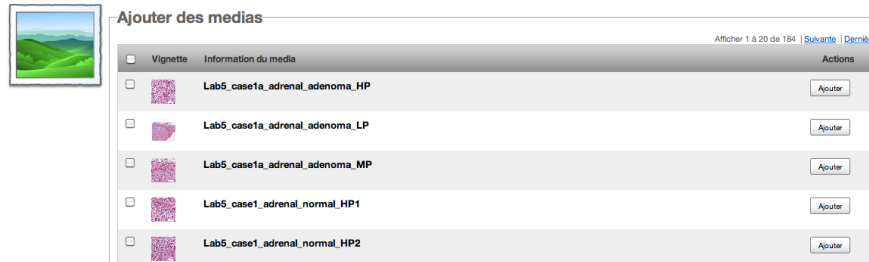 Ajouter des medias
Afficher 1 à 20 de 184 | Suivante | Derniè
Vignette Information du media Actions
Lab5_case1a_adrenal_adenoma_HP Ajouter
Lab5_case1a_adrenal_adenoma_LP Ajouter
Lab5_case1a_adrenal_adenoma_MP Ajouter
Lab5_case1_adrenal_normal_HP1 Ajouter
Lab5_case1_adrenal_normal_HP2 Ajouter